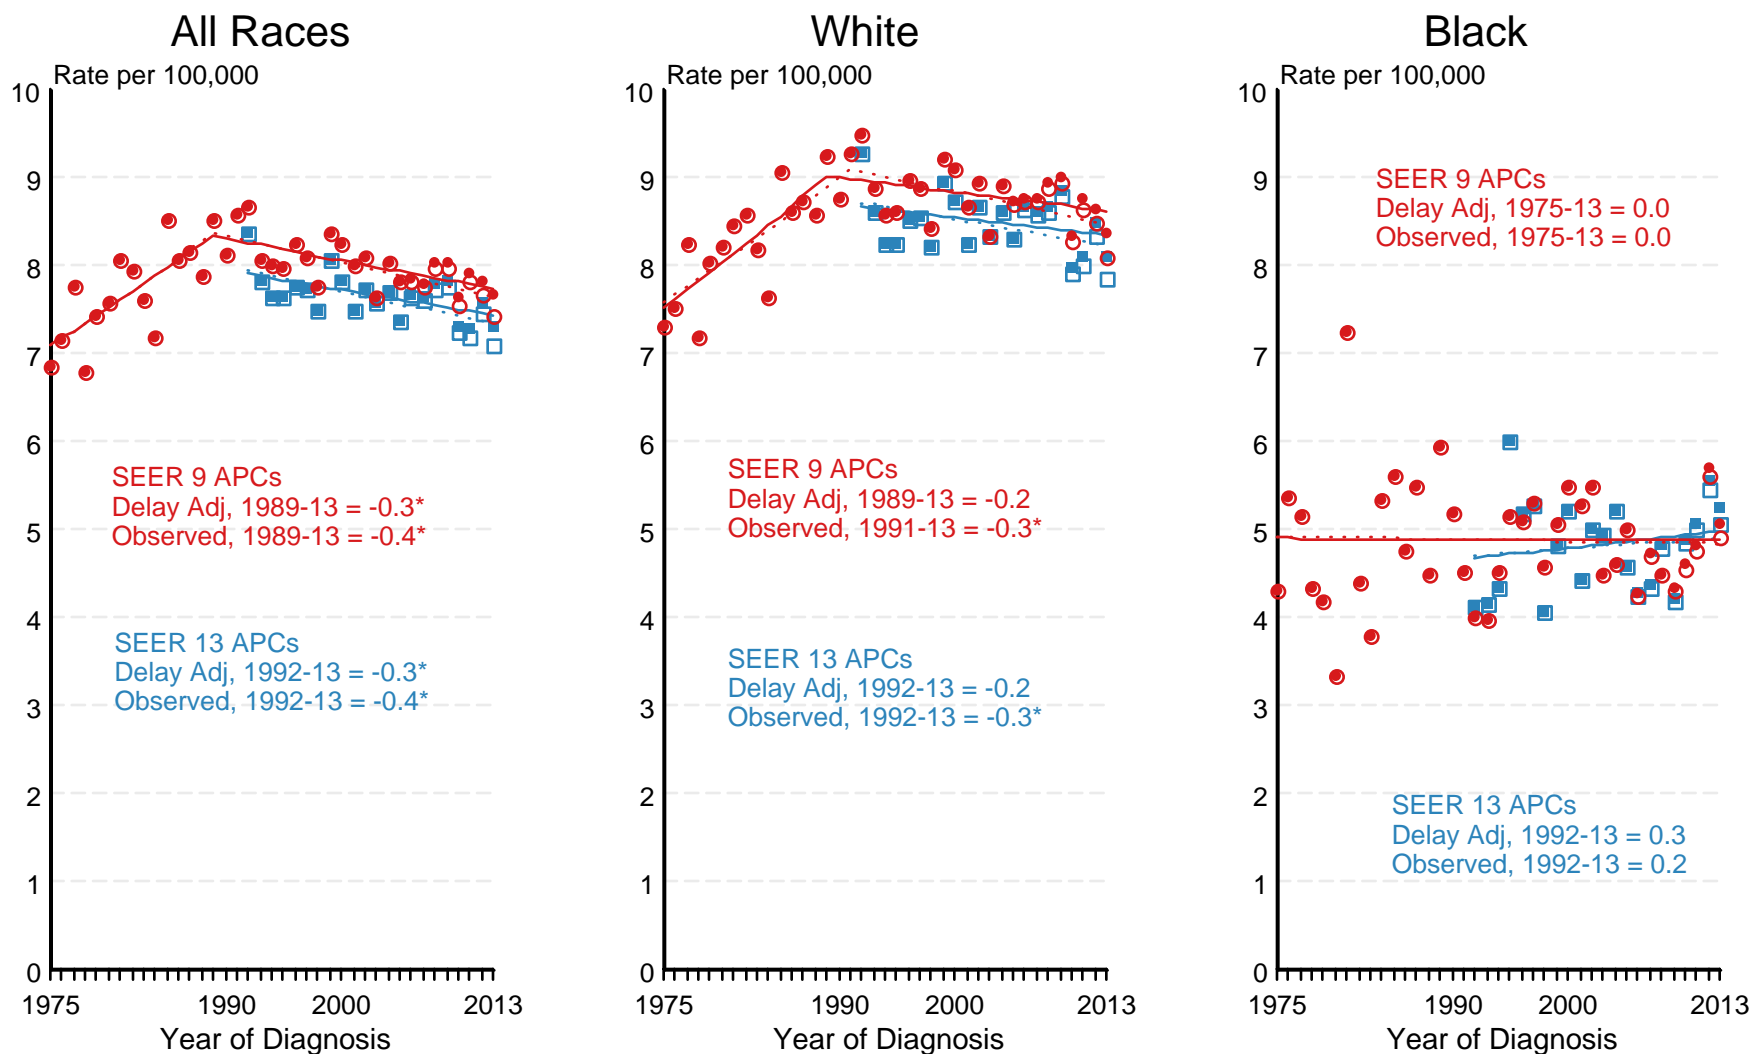 All Races
Rate per 100,000
10
9
8
7
6
5
4
3
2
1
0
SEER 9 APCs
Delay Adj, 1989-13 = -0.3*
Observed, 1989-13 = -0.4*
SEER 13 APCs
Delay Adj, 1992-13 = -0.3*
Observed, 1992-13 = -0.4*
1975 1990 2000 2013
Year of Diagnosis
White
Rate per 100,000
10
9
8
7
6
5
4
3
2
1
0
SEER 9 APCs
Delay Adj, 1989-13 = -0.2
Observed, 1991-13 = -0.3*
SEER 13 APCs
Delay Adj, 1992-13 = -0.2
Observed, 1992-13 = -0.3*
1975 1990 2000 2013
Year of Diagnosis
Black
Rate per 100,000
10
9
8
7
6
5
4
3
2
1
0
SEER 9 APCs
Delay Adj, 1975-13 = 0.0
Observed, 1975-13 = 0.0
SEER 13 APCs
Delay Adj, 1992-13 = 0.3
Observed, 1992-13 = 0.2
1975 1990 2000 2013
Year of Diagnosis